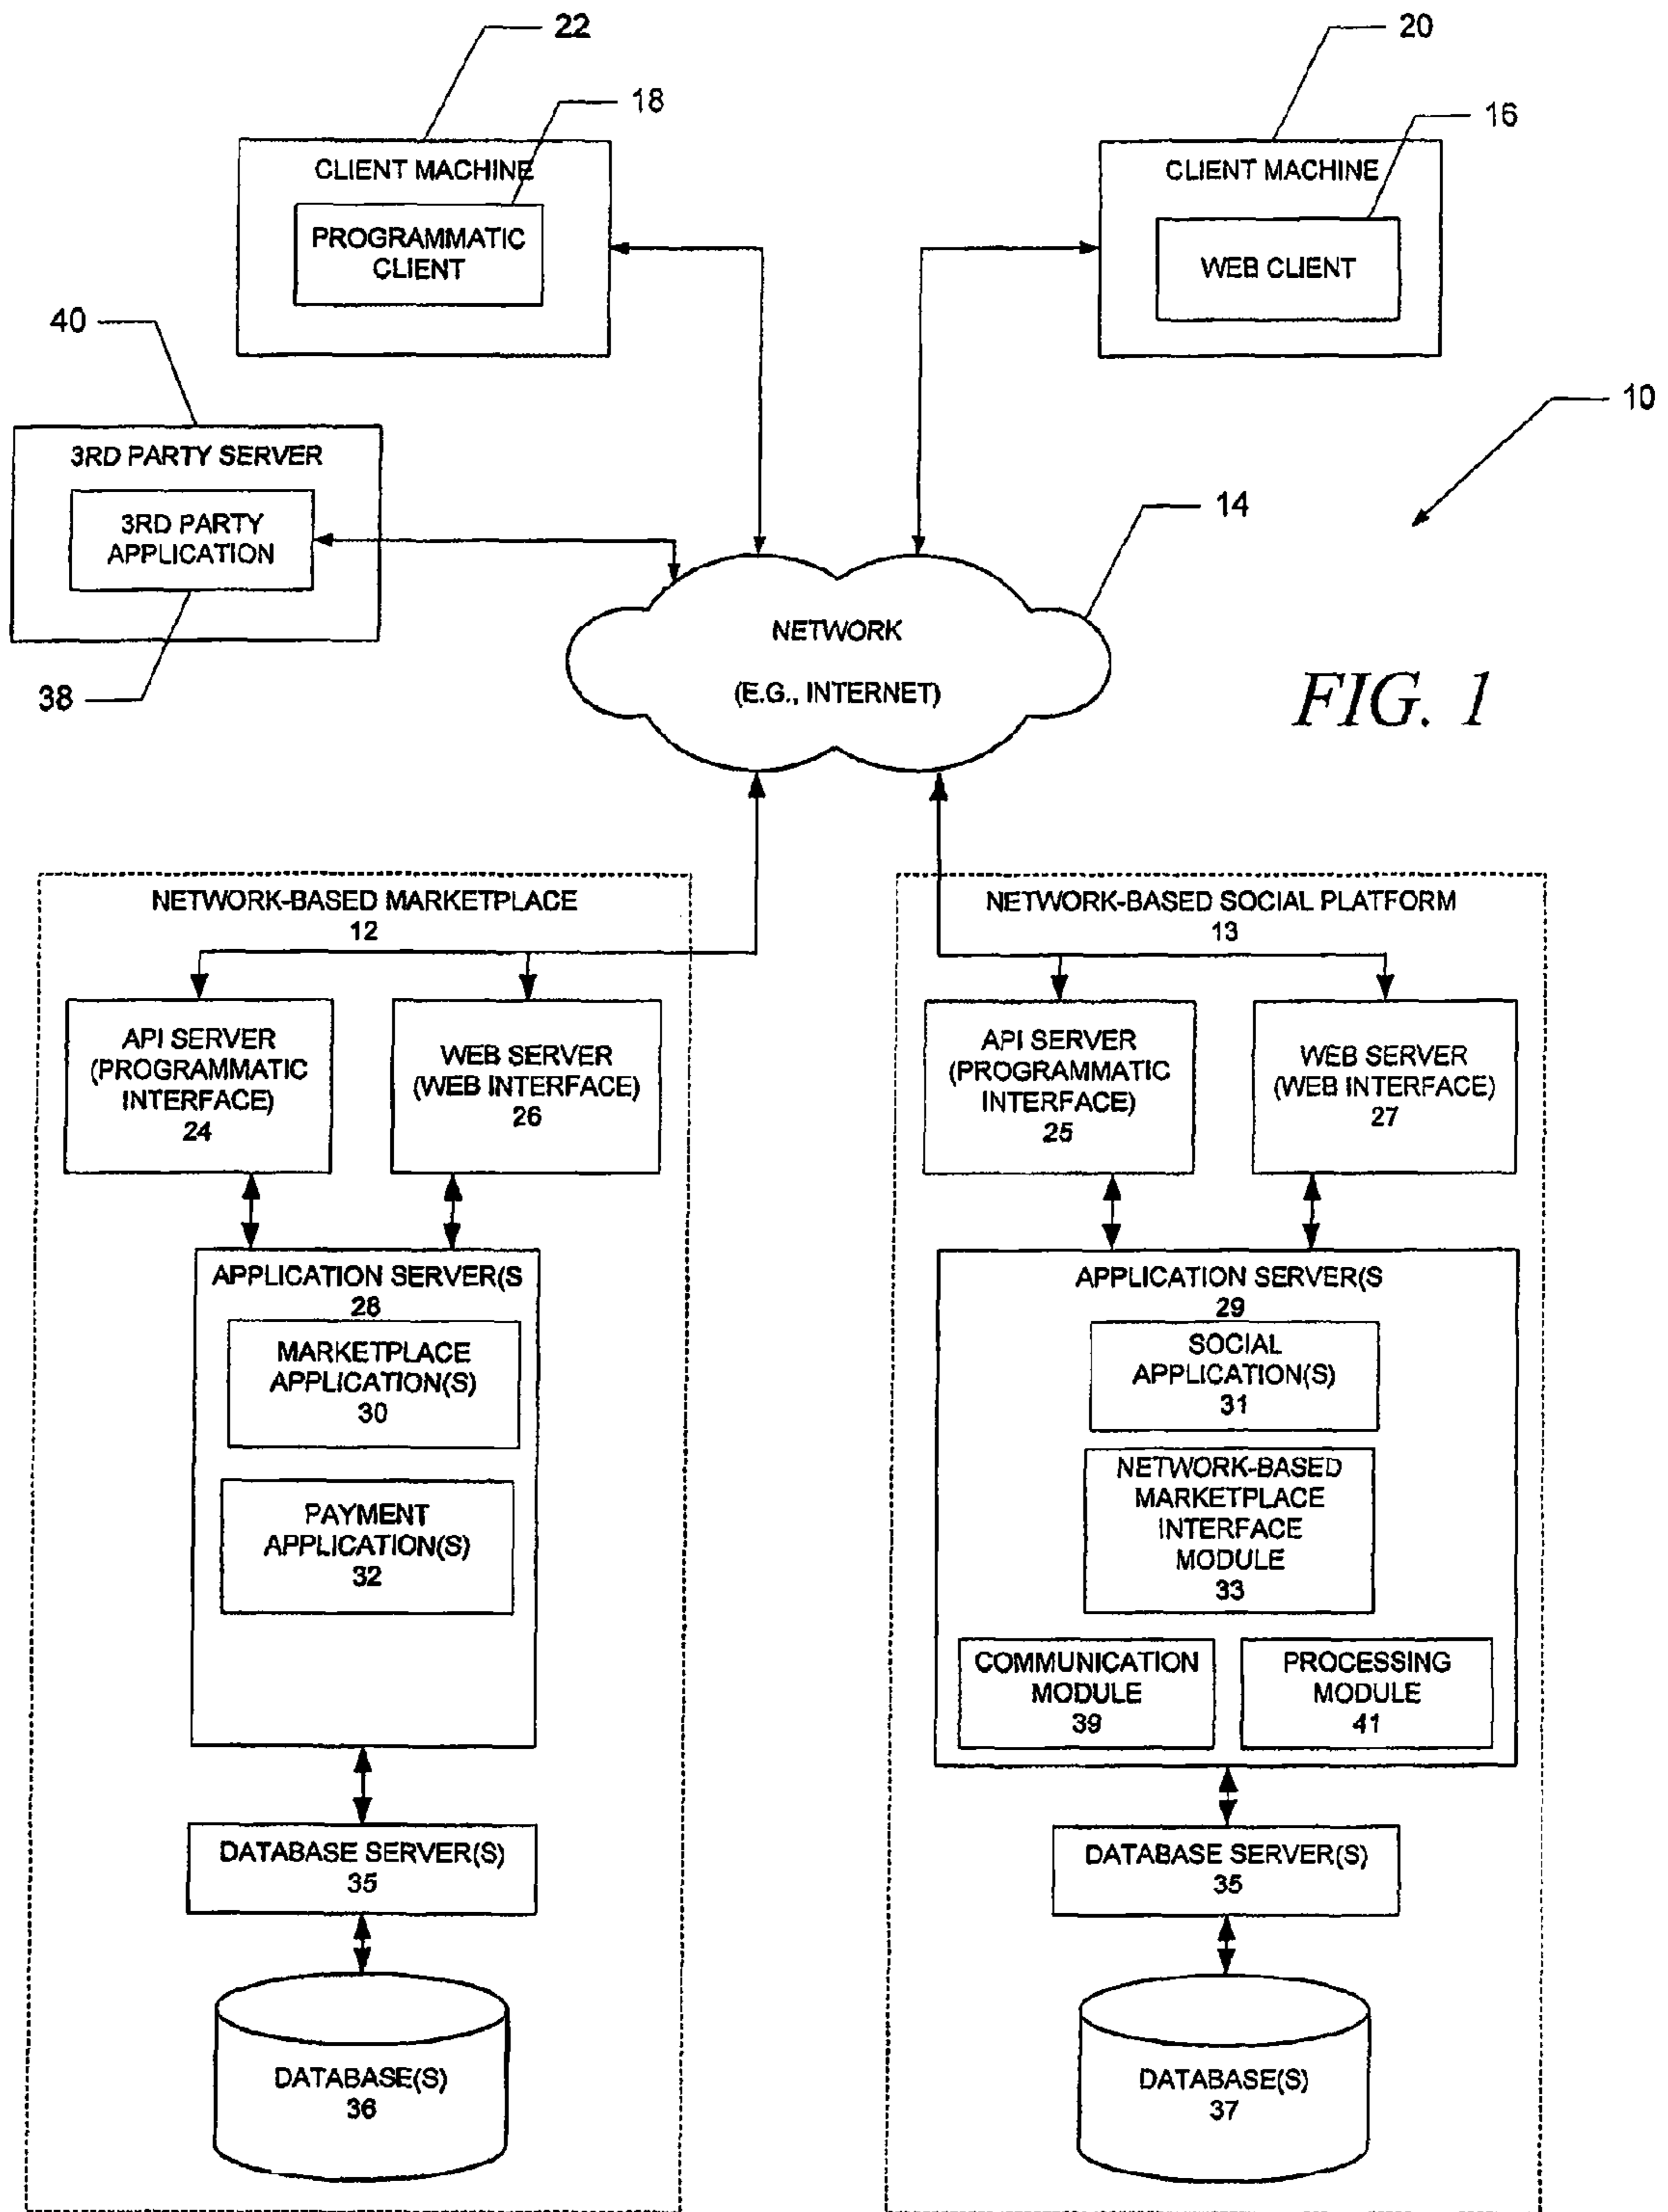 22
20
18
16
CLIENT MACHINE
PROGRAMMATIC
CLIENT
CLIENT MACHINE
WEB CLIENT
40
10
3RD PARTY SERVER
3RD PARTY
APPLICATION
38
14
NETWORK
(E.G., INTERNET)
FIG. 1
NETWORK-BASED MARKETPLACE
12
API SERVER
(PROGRAMMATIC
INTERFACE)
24
WEB SERVER
(WEB INTERFACE)
26
APPLICATION SERVER(S
28
MARKETPLACE
APPLICATION(S)
30
PAYMENT
APPLICATION(S)
32
DATABASE SERVER(S)
35
DATABASE(S)
36
NETWORK-BASED SOCIAL PLATFORM
13
API SERVER
(PROGRAMMATIC
INTERFACE)
25
WEB SERVER
(WEB INTERFACE)
27
APPLICATION SERVER(S
29
SOCIAL
APPLICATION(S)
31
NETWORK-BASED
MARKETPLACE
INTERFACE
MODULE
33
COMMUNICATION
MODULE
39
PROCESSING
MODULE
41
DATABASE SERVER(S)
35
DATABASE(S)
37